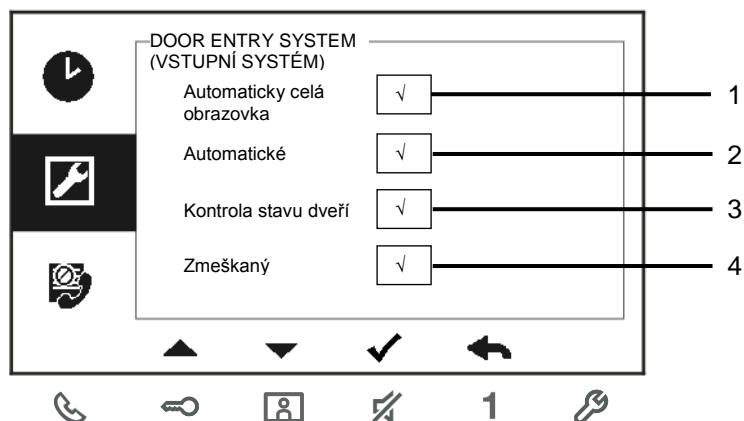 DOOR ENTRY SYSTEM
(VSTUPNÍ SYSTÉM)
Automaticky celá
obrazovka
√
1
Automatické
√
2
Kontrola stavu dveří
√
3
Zmeškaný
√
4
1